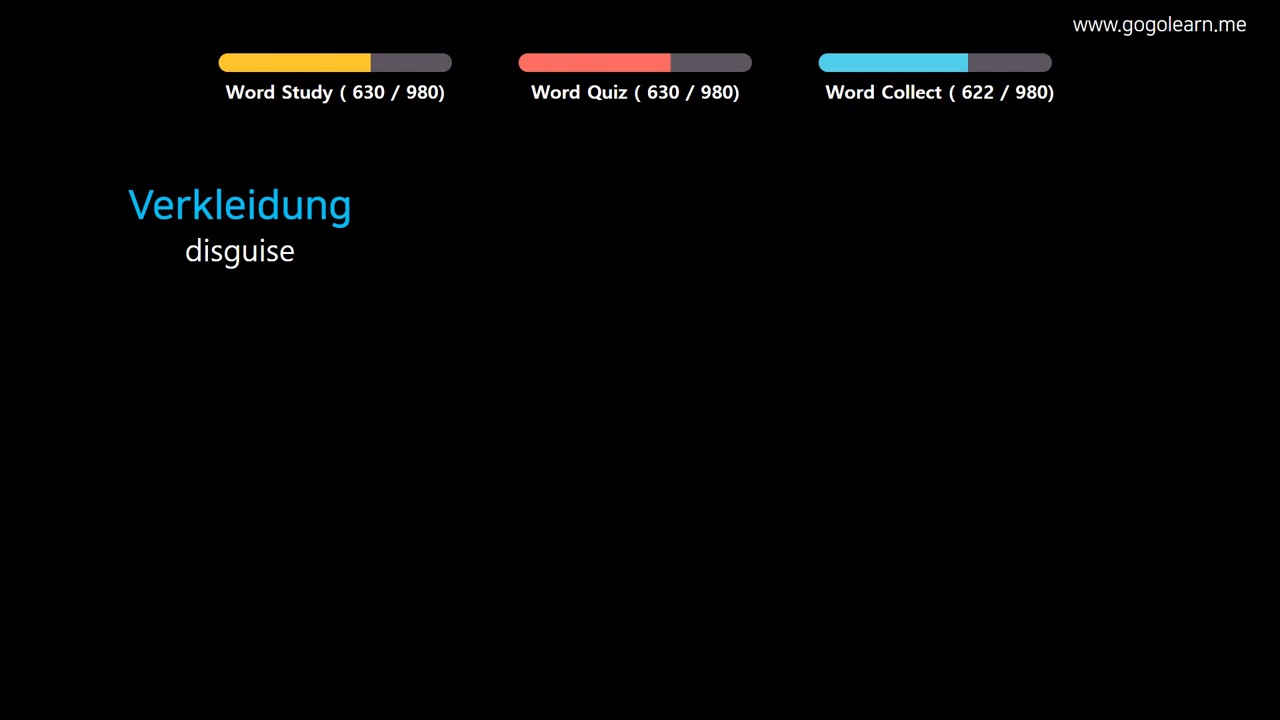 www.gogolearn.me
Word Study ( 630 / 980)
Word Quiz ( 630 / 980)
Word Collect ( 622 / 980)
Verkleidung
disguise